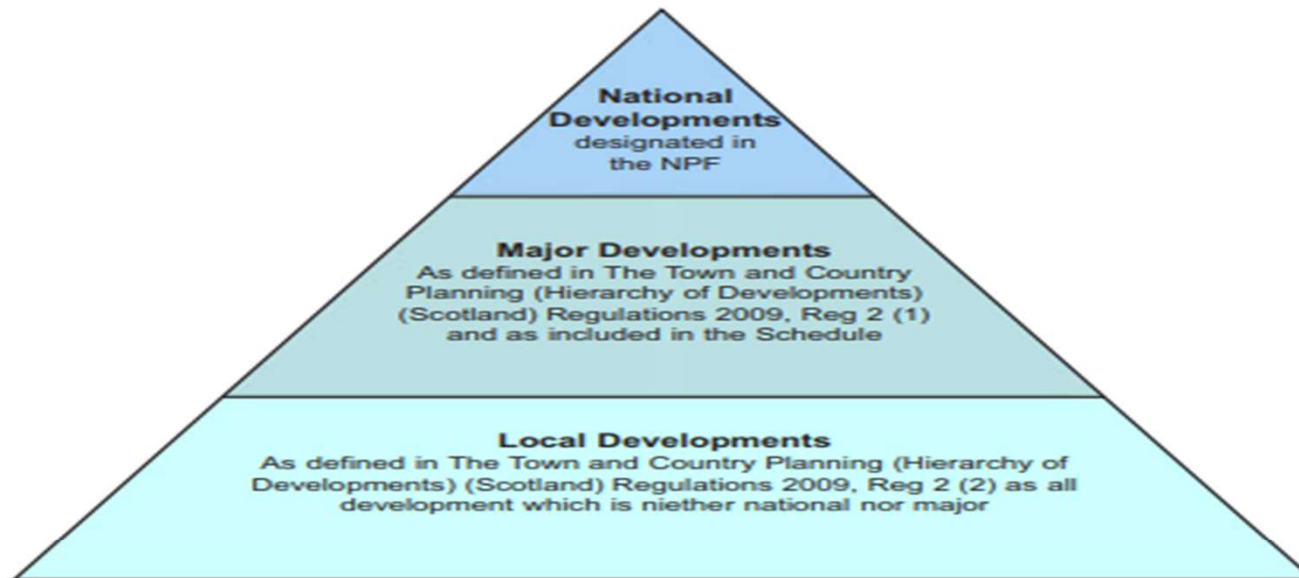 National
Developments
designated in
the NPF
Major Developments
As defined in The Town and Country
Planning (Hierarchy of Developments)
(Scotland) Regulations 2009, Reg 2 (1)
and as included in the Schedule
Local Developments
As defined in The Town and Country Planning (Hierarchy of
Developments) (Scotland) Regulations 2009, Reg 2 (2) as all
development which is niether national nor major